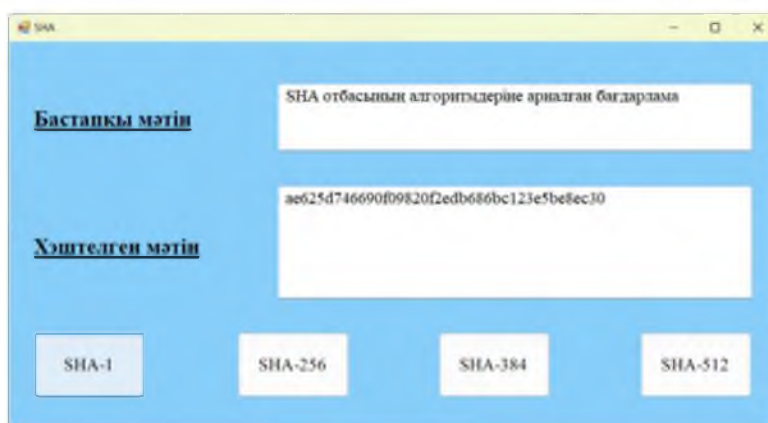 SHA
Бастапқы мәтін
SHA отбасының алгоритмдеріне арналған бағдарлама
Хэштелген мәтін
ae625d746690f09820f2edb686bc123e5be8ec30
SHA-1
SHA-256
SHA-384
SHA-512